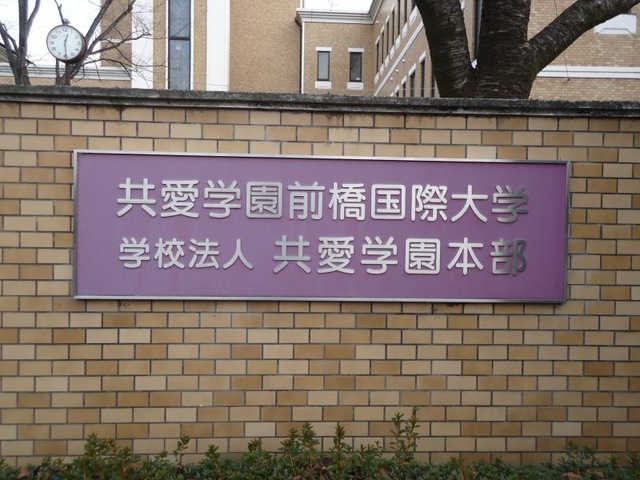 共愛学園前橋国際大学
学校法人 共愛学園本部